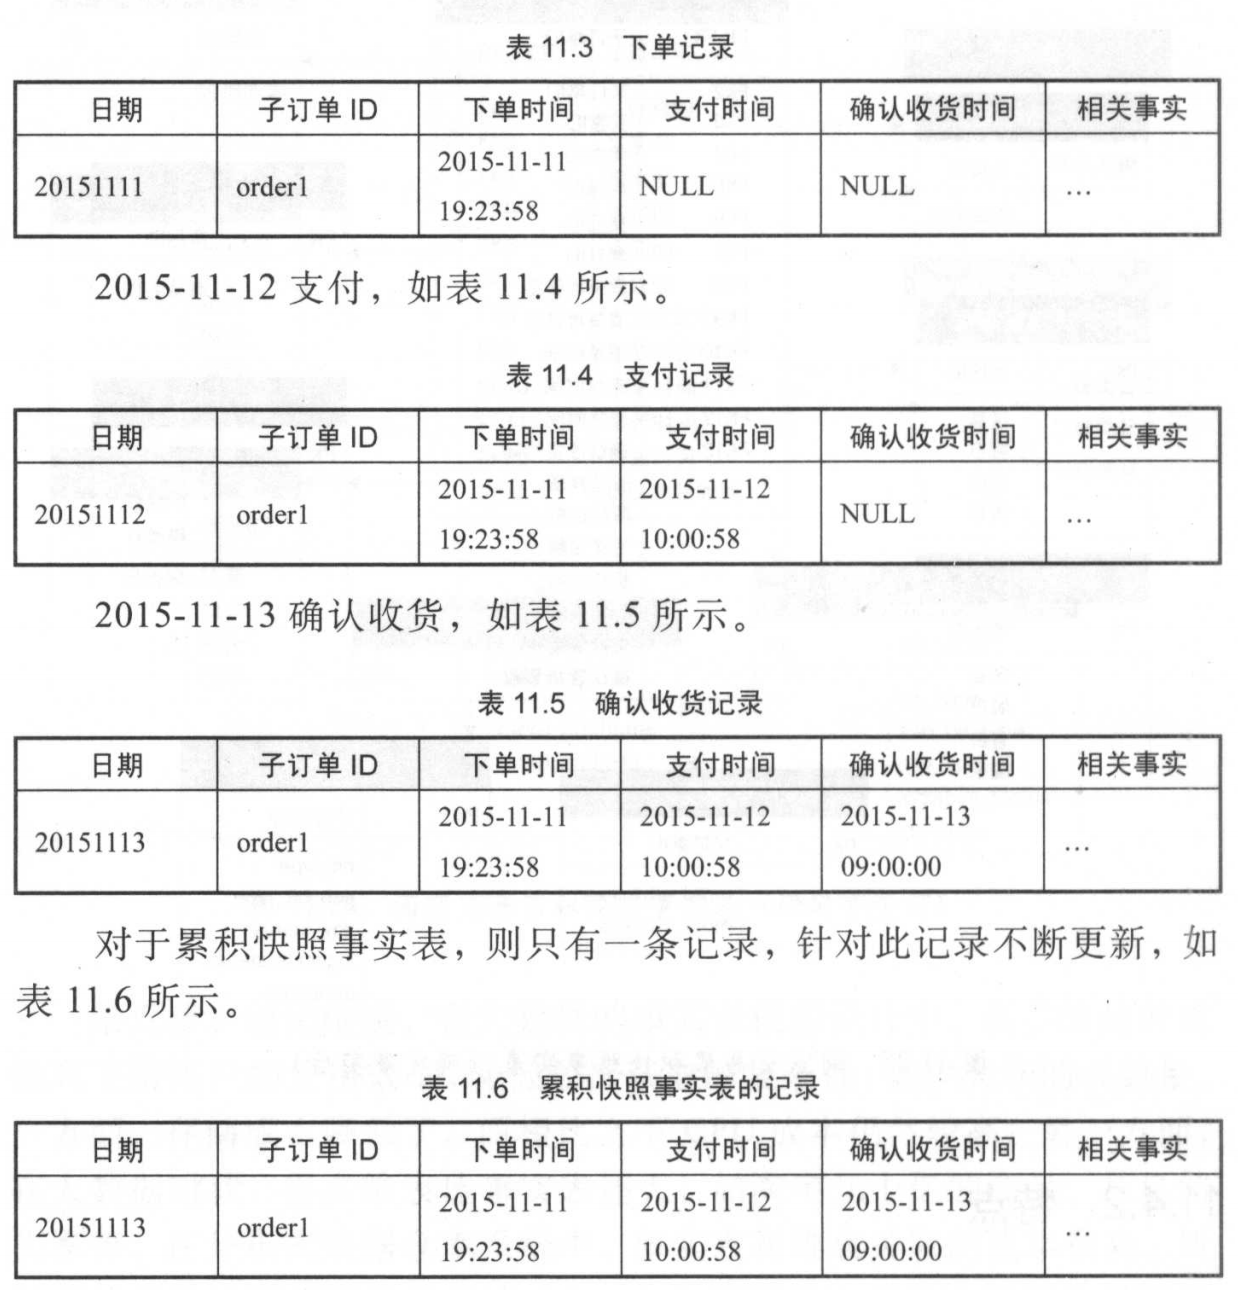 表 11.3 下单记录
日期 子订单 ID 下单时间 支付时间 确认收货时间 相关事实
20151111 order1 2015-11-11 19:23:58 NULL NULL …
2015-11-12 支付，如表 11.4 所示。
表 11.4 支付记录
日期 子订单 ID 下单时间 支付时间 确认收货时间 相关事实
20151112 order1 2015-11-11 19:23:58 2015-11-12 10:00:58 NULL …
2015-11-13 确认收货，如表 11.5 所示。
表 11.5 确认收货记录
日期 子订单 ID 下单时间 支付时间 确认收货时间 相关事实
20151113 order1 2015-11-11 19:23:58 2015-11-12 10:00:58 2015-11-13 09:00:00 …
对于累积快照事实表，则只有一条记录，针对此记录不断更新，如
表 11.6 所示。
表 11.6 累积快照事实表的记录
日期 子订单 ID 下单时间 支付时间 确认收货时间 相关事实
20151113 order1 2015-11-11 19:23:58 2015-11-12 10:00:58 2015-11-13 09:00:00 …